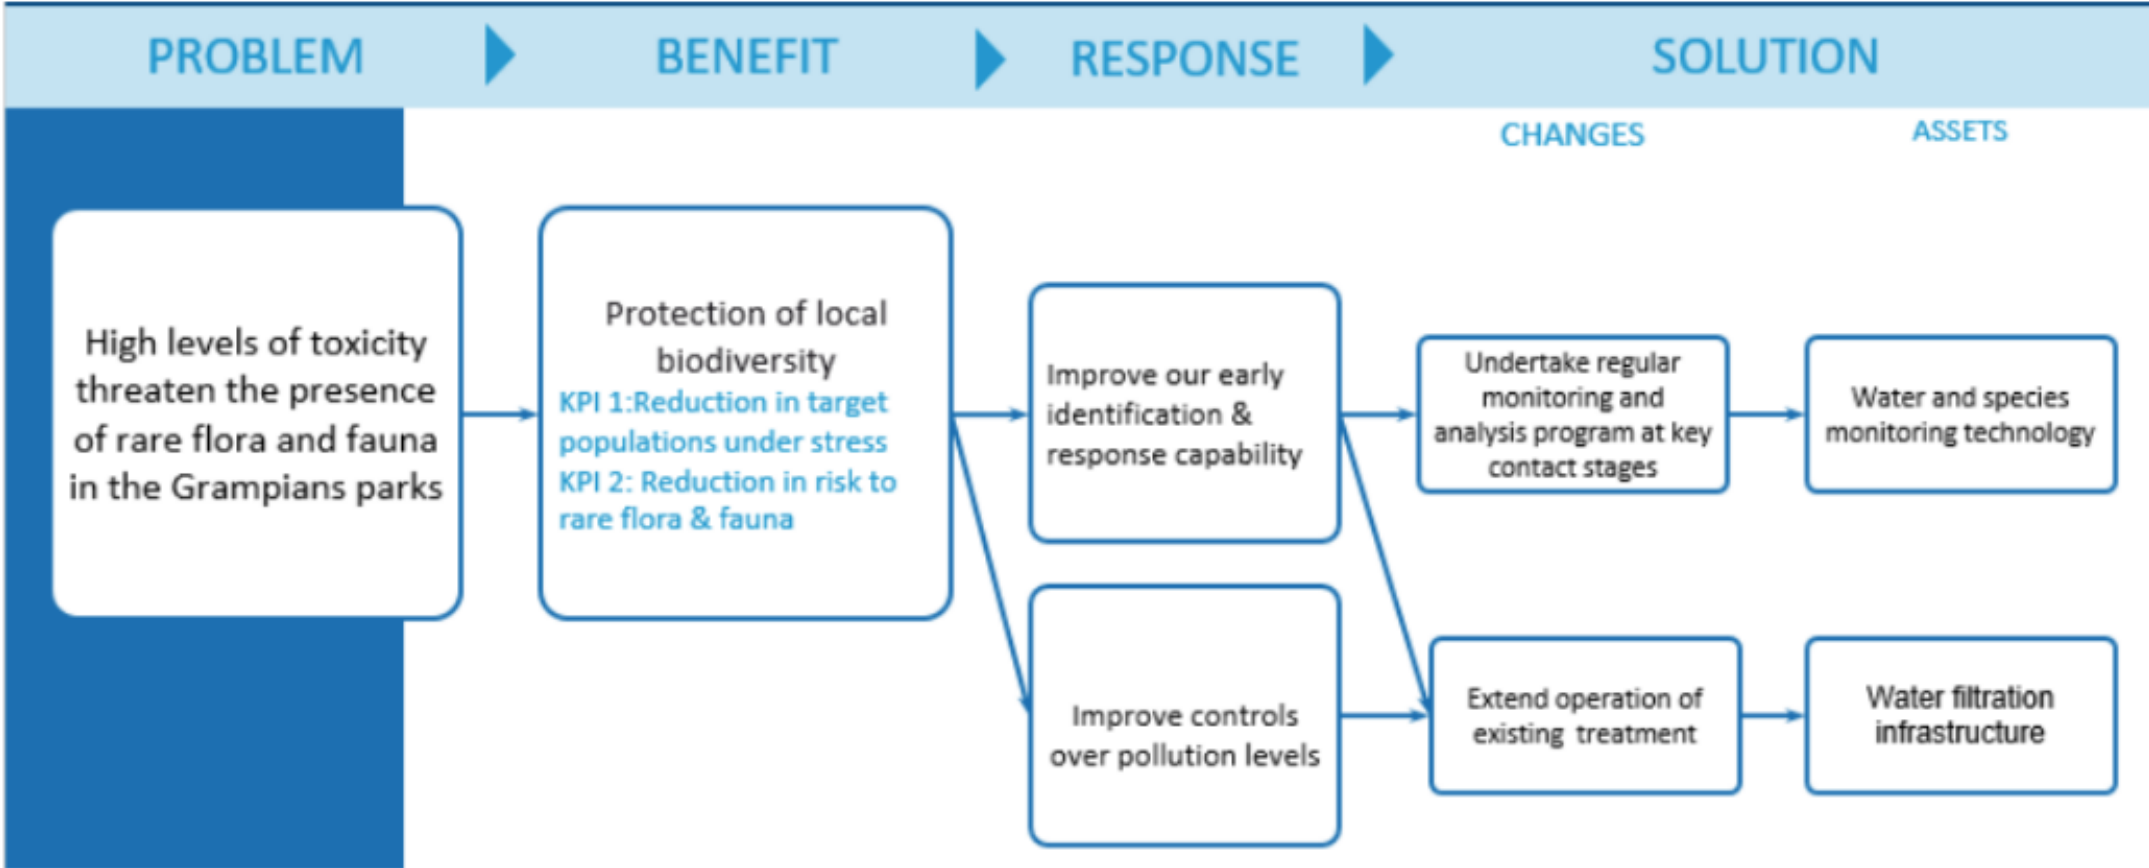 PROBLEM
BENEFIT
RESPONSE
SOLUTION
CHANGES
ASSETS
High levels of toxicity
threaten the presence
of rare flora and fauna
in the Grampians parks
Protection of local
biodiversity
KPI 1:Reduction in target
populations under stress
KPI 2: Reduction in risk to
rare flora & fauna
Improve our early
identification &
response capability
Improve controls
over pollution levels
Undertake regular
monitoring and
analysis program at key
contact stages
Water and species
monitoring technology
Extend operation of
existing treatment
Water filtration
infrastructure